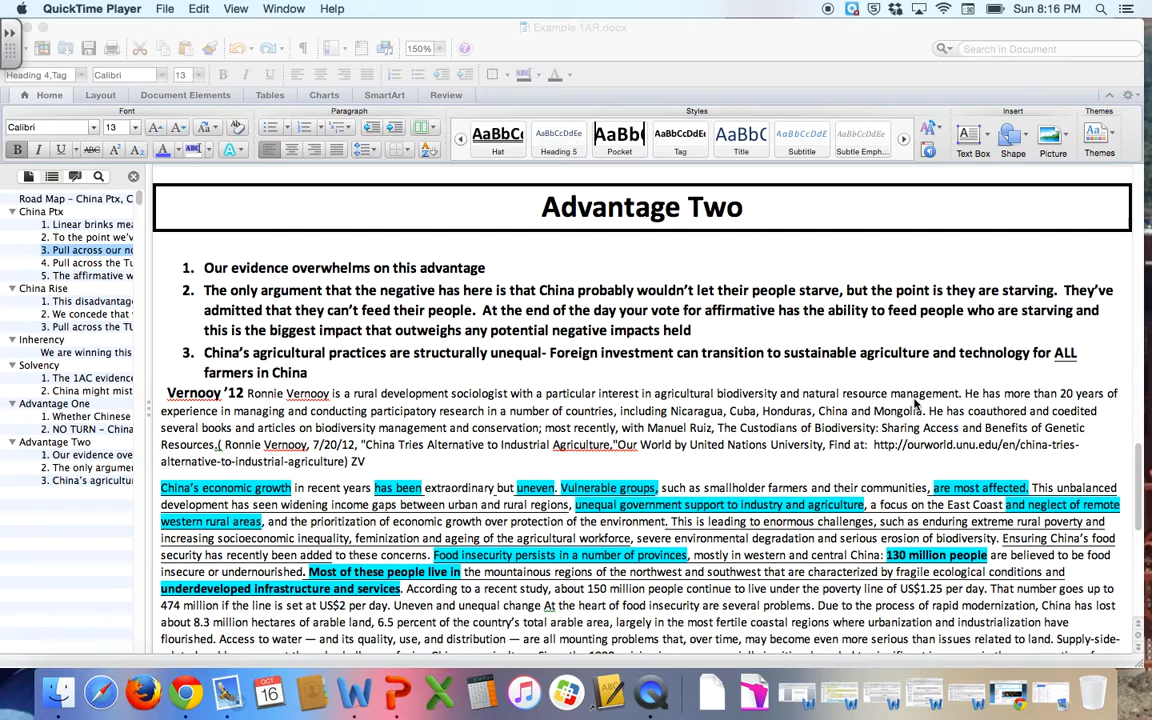 QuickTime Player File Edit View Window Help Sun 8:16 PM
Example 1AR.docx
150% Search in Document
Heading 4,Tag Calibri 13 B I U
Home Layout Document Elements Tables Charts SmartArt Review
Font Paragraph Styles Insert Themes
Calibri 13 A A Aa
B I U ABC A2 A2 A ABC A
AaBbCc AaBbCcDdEe AaBb( AaBbCcDdEe AaBbC AaBbCcDdEe AaBbCcDdEe
Hat Heading 5 Pocket Tag Title Subtitle Subtle Emph...
Text Box Shape Picture Themes
Road Map – China Ptx, C
China Ptx
1. Linear brinks mea
2. To the point we'v
3. Pull across our no
4. Pull across the Tu
5. The affirmative w
China Rise
1. This disadvantag
2. We concede that
3. Pull across the TU
Inherency
We are winning this
Solvency
1. The 1AC evidence
2. China might mist
Advantage One
1. Whether Chinese
2. NO TURN – China
Advantage Two
1. Our evidence ove
2. The only argumen
3. China's agricultu
Advantage Two
1. Our evidence overwhelms on this advantage
2. The only argument that the negative has here is that China probably wouldn't let their people starve, but the point is they are starving. They've
admitted that they can't feed their people. At the end of the day your vote for affirmative has the ability to feed people who are starving and
this is the biggest impact that outweighs any potential negative impacts held
3. China's agricultural practices are structurally unequal- Foreign investment can transition to sustainable agriculture and technology for ALL
farmers in China
Vernooy '12 Ronnie Vernooy is a rural development sociologist with a particular interest in agricultural biodiversity and natural resource management. He has more than 20 years of
experience in managing and conducting participatory research in a number of countries, including Nicaragua, Cuba, Honduras, China and Mongolia. He has coauthored and coedited
several books and articles on biodiversity management and conservation; most recently, with Manuel Ruiz, The Custodians of Biodiversity: Sharing Access and Benefits of Genetic
Resources,( Ronnie Vernooy, 7/20/12, "China Tries Alternative to Industrial Agriculture,"Our World by United Nations University, Find at: http://ourworld.unu.edu/en/china-tries-
alternative-to-industrial-agriculture) ZV
China's economic growth in recent years has been extraordinary but uneven. Vulnerable groups, such as smallholder farmers and their communities, are most affected. This unbalanced
development has seen widening income gaps between urban and rural regions, unequal government support to industry and agriculture, a focus on the East Coast and neglect of remote
western rural areas, and the prioritization of economic growth over protection of the environment. This is leading to enormous challenges, such as enduring extreme rural poverty and
increasing socioeconomic inequality, feminization and ageing of the agricultural workforce, severe environmental degradation and serious erosion of biodiversity. Ensuring China's food
security has recently been added to these concerns. Food insecurity persists in a number of provinces, mostly in western and central China: 130 million people are believed to be food
insecure or undernourished. Most of these people live in the mountainous regions of the northwest and southwest that are characterized by fragile ecological conditions and
underdeveloped infrastructure and services. According to a recent study, about 150 million people continue to live under the poverty line of US$1.25 per day. That number goes up to
474 million if the line is set at US$2 per day. Uneven and unequal change At the heart of food insecurity are several problems. Due to the process of rapid modernization, China has lost
about 8.3 million hectares of arable land, 6.5 percent of the country's total arable area, largely in the most fertile coastal regions where urbanization and industrialization have
flourished. Access to water — and its quality, use, and distribution — are all mounting problems that, over time, may become even more serious than issues related to land. Supply-side-
OCT
16